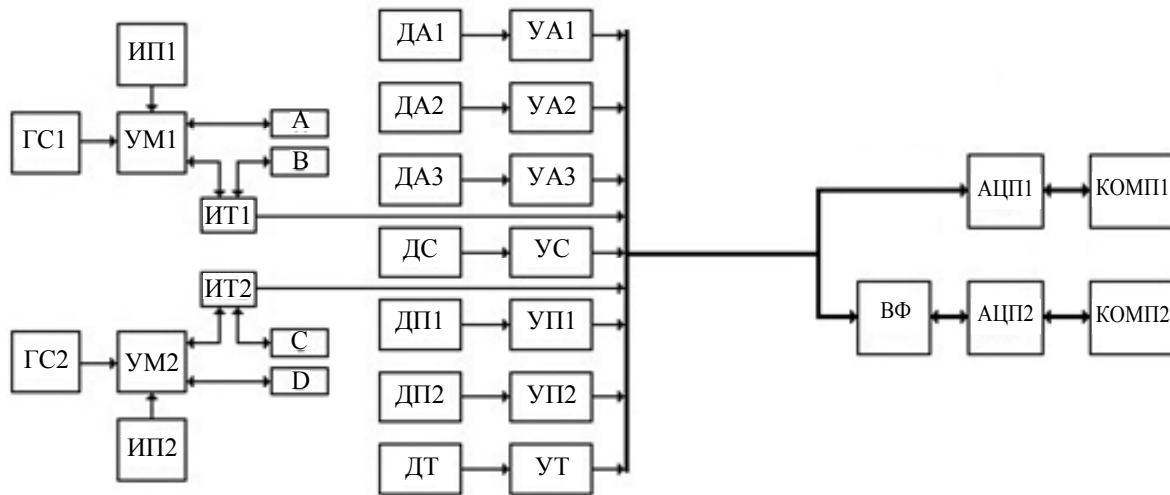 ИП1
ГС1
УМ1
A
B
ИТ1
ИТ2
C
ГС2
УМ2
D
ИП2
ДА1
УА1
ДА2
УА2
ДА3
УА3
ДС
УС
ДП1
УП1
ДП2
УП2
ДТ
УТ
АЦП1
КОМП1
ВФ
АЦП2
КОМП2